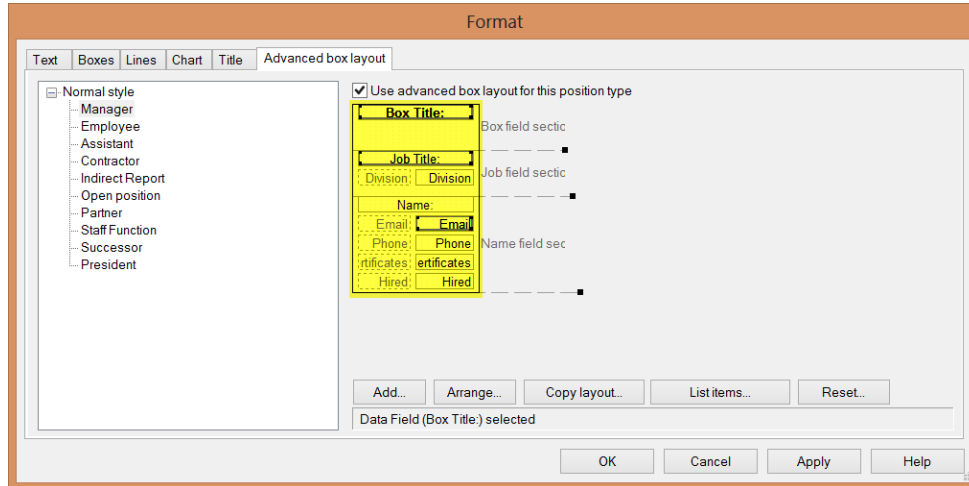 Format
Text Boxes Lines Chart Title Advanced box layout
Normal style
Manager
Employee
Assistant
Contractor
Indirect Report
Open position
Partner
Staff Function
Successor
President
Use advanced box layout for this position type
Box Title:
Box field sectic
Job Title:
Job field sectic
Division: Division
Name:
Email: Email
Phone: Phone
Name field sec
rtificates: ertificates
Hired: Hired
Add... Arrange... Copy layout... List items... Reset...
Data Field (Box Title:) selected
OK Cancel Apply Help